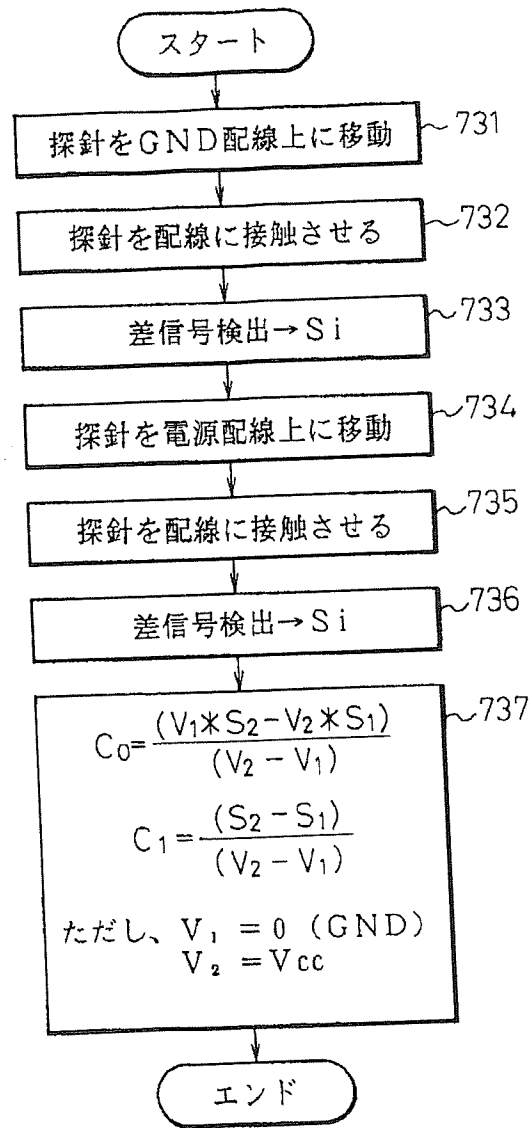 スタート
探針をGND配線上に移動 731
探針を配線に接触させる 732
差信号検出→Si 733
探針を電源配線上に移動 734
探針を配線に接触させる 735
差信号検出→Si 736
737
C₀=(V₁*S₂-V₂*S₁)/(V₂-V₁)
C₁=(S₂-S₁)/(V₂-V₁)
ただし、V₁=0 (GND)
V₂=Vcc
エンド